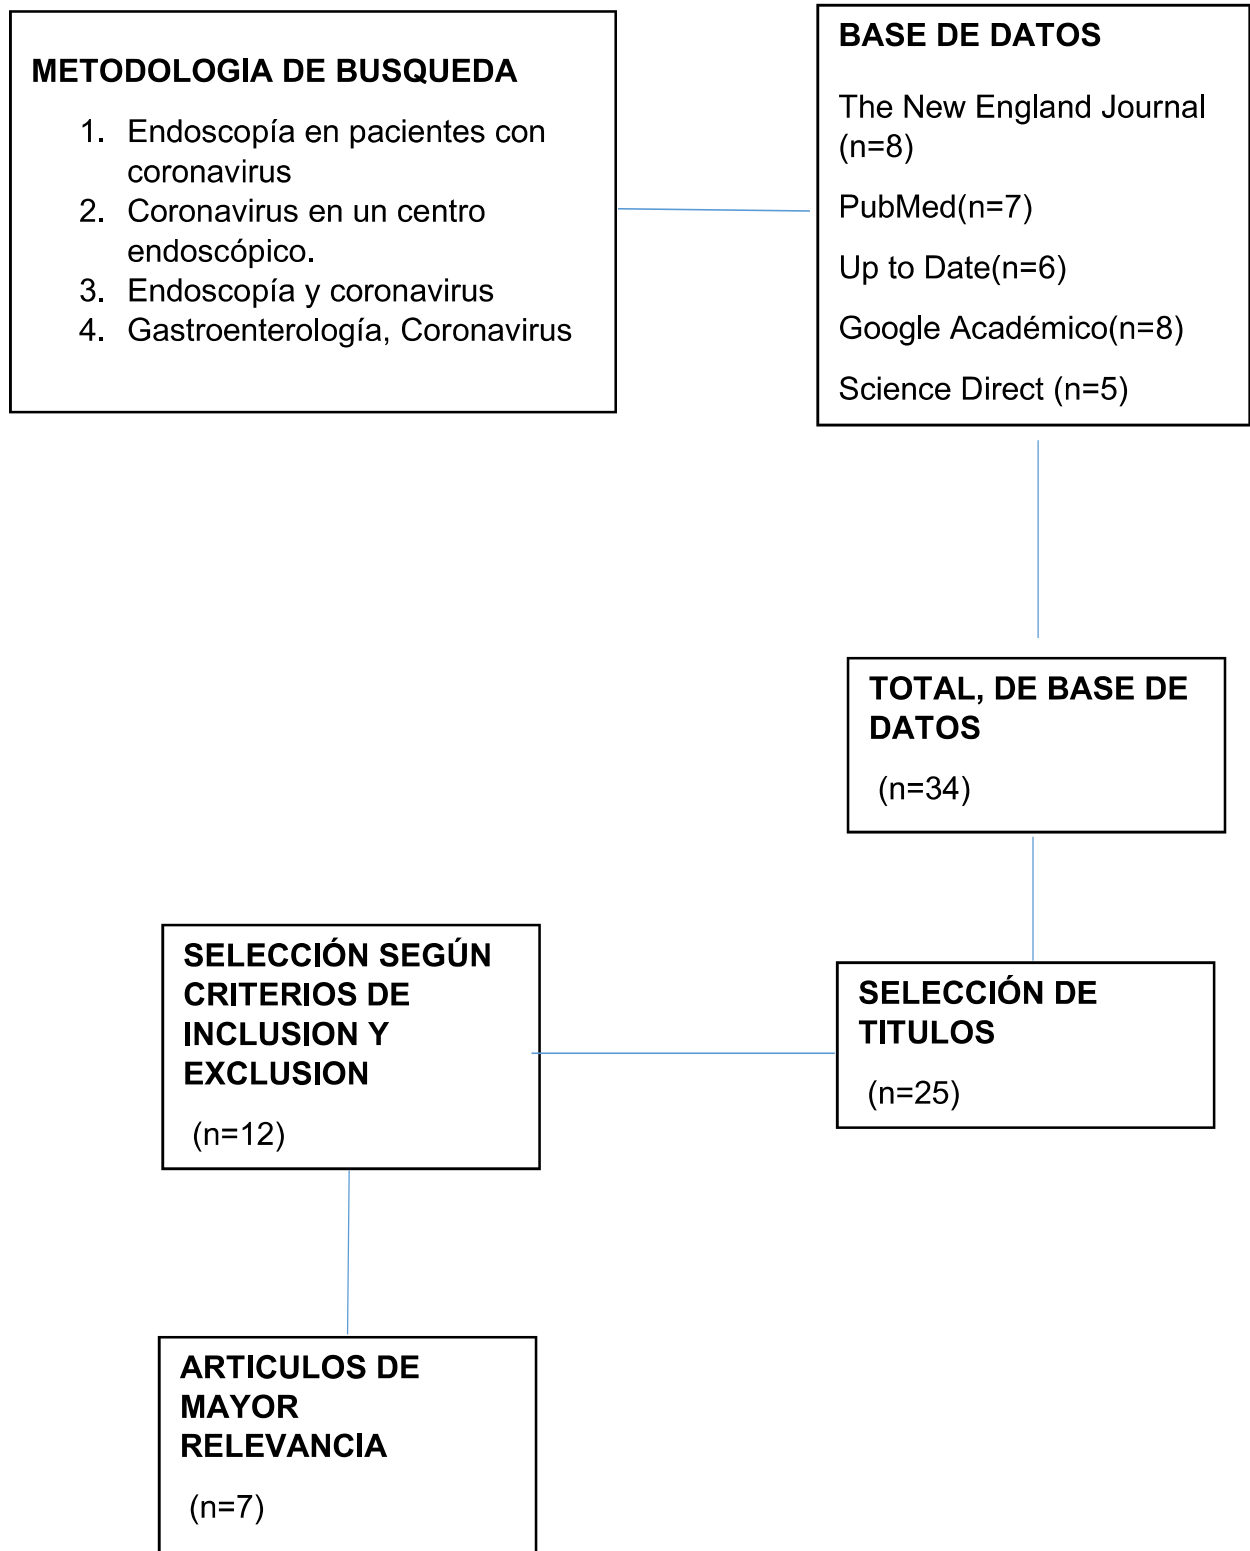 METODOLOGIA DE BUSQUEDA
1. Endoscopía en pacientes con
coronavirus
2. Coronavirus en un centro
endoscópico.
3. Endoscopía y coronavirus
4. Gastroenterología, Coronavirus
BASE DE DATOS
The New England Journal
(n=8)
PubMed(n=7)
Up to Date(n=6)
Google Académico(n=8)
Science Direct (n=5)
TOTAL, DE BASE DE
DATOS
(n=34)
SELECCIÓN DE
TITULOS
(n=25)
SELECCIÓN SEGÚN
CRITERIOS DE
INCLUSION Y
EXCLUSION
(n=12)
ARTICULOS DE
MAYOR
RELEVANCIA
(n=7)